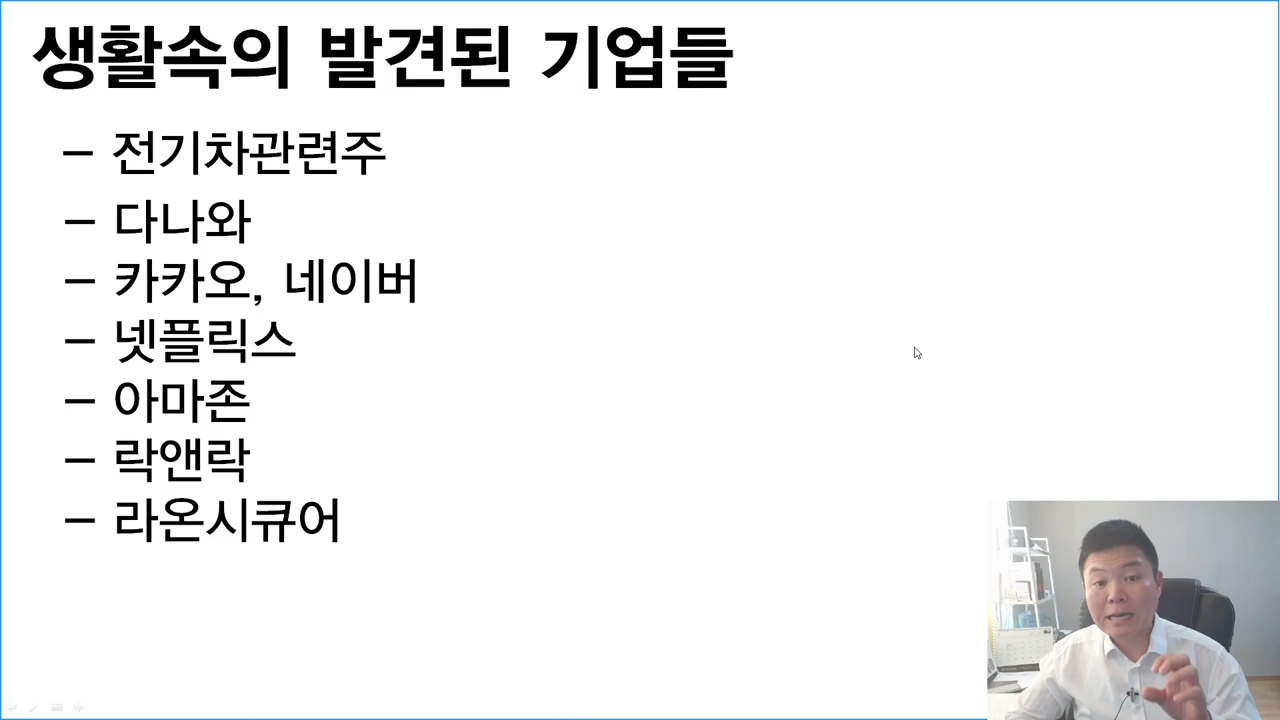 생활속의 발견된 기업들
– 전기차관련주
– 다나와
– 카카오, 네이버
– 넷플릭스
– 아마존
– 락앤락
– 라온시큐어